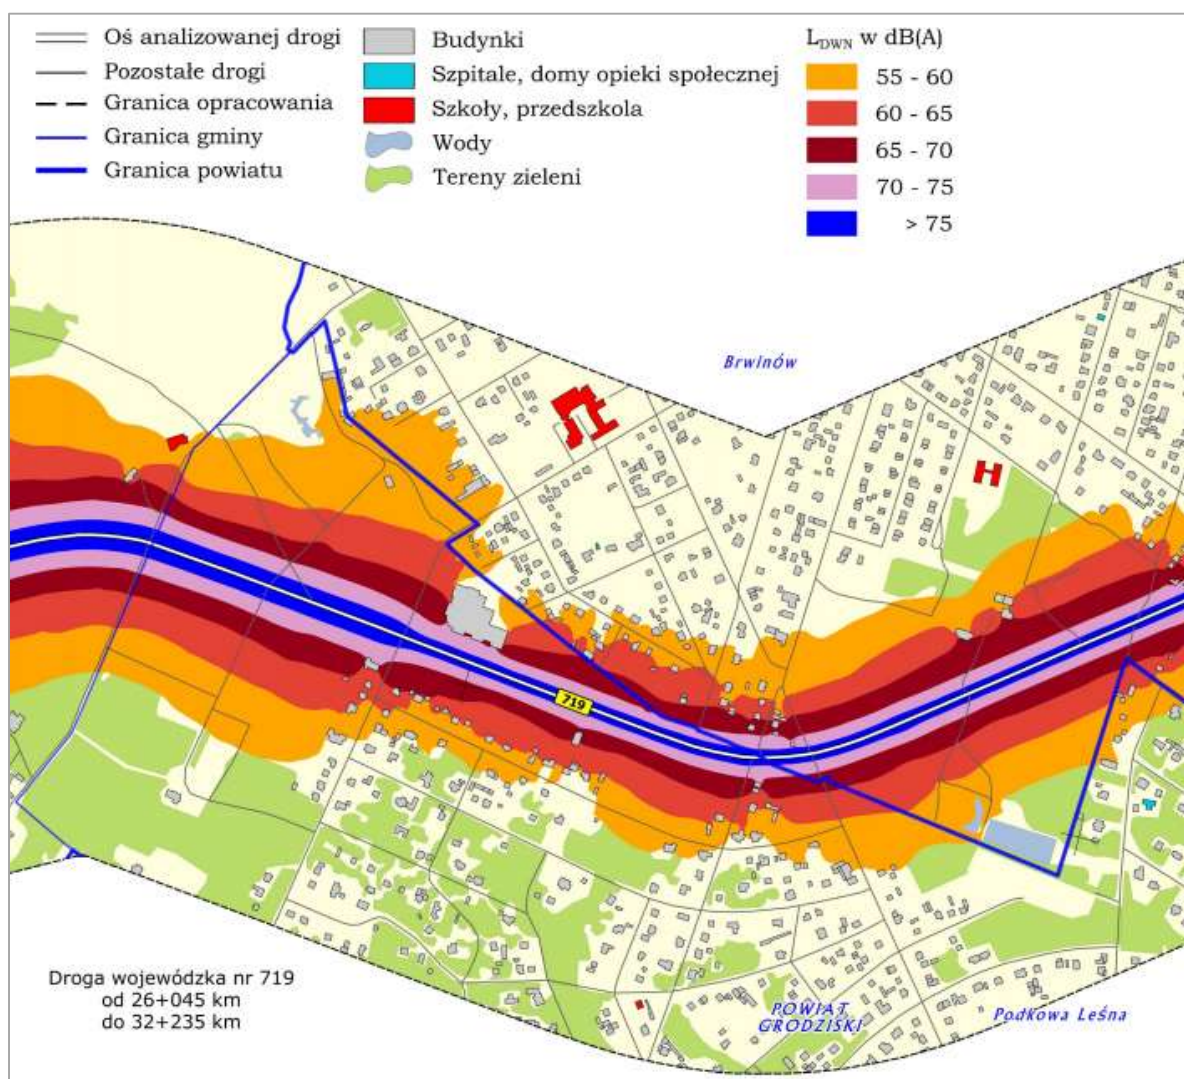 Oś analizowanej drogi
Pozostałe drogi
Granica opracowania
Granica gminy
Granica powiatu
Budynki
Szpitale, domy opieki społecznej
Szkoły, przedszkola
Wody
Tereny zieleni
LDWN w dB(A)
55 - 60
60 - 65
65 - 70
70 - 75
> 75
Brwinów
719
Droga wojewódzka nr 719
od 26+045 km
do 32+235 km
POWIAT
GRODZISKI
Podkowa Leśna